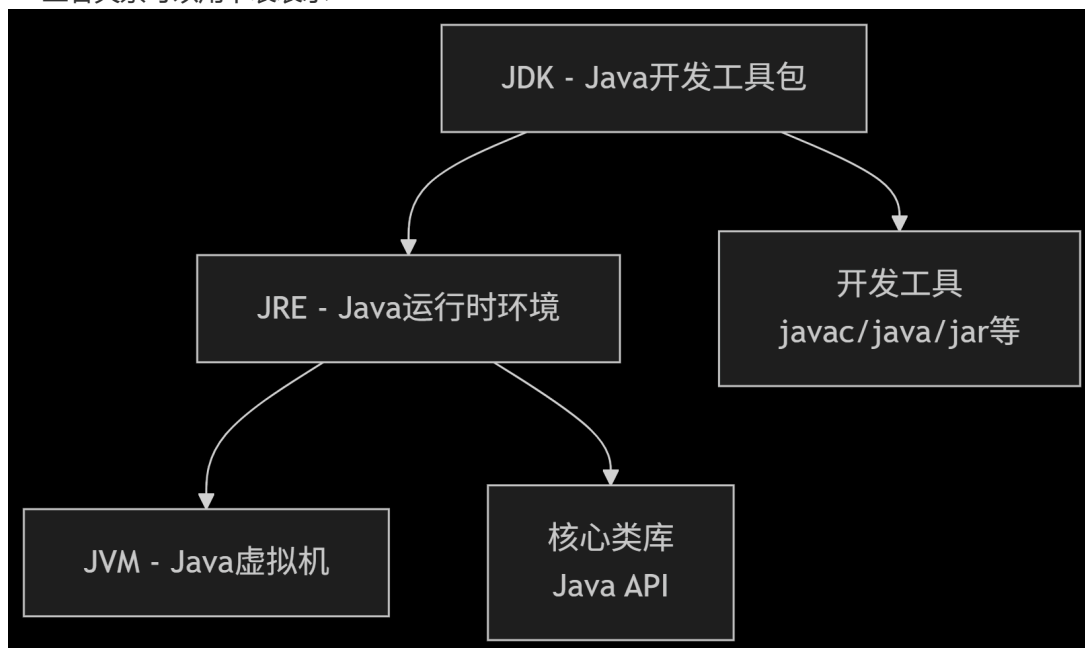 JDK - Java开发工具包
JRE - Java运行时环境
开发工具
javac/java/jar等
JVM - Java虚拟机
核心类库
Java API